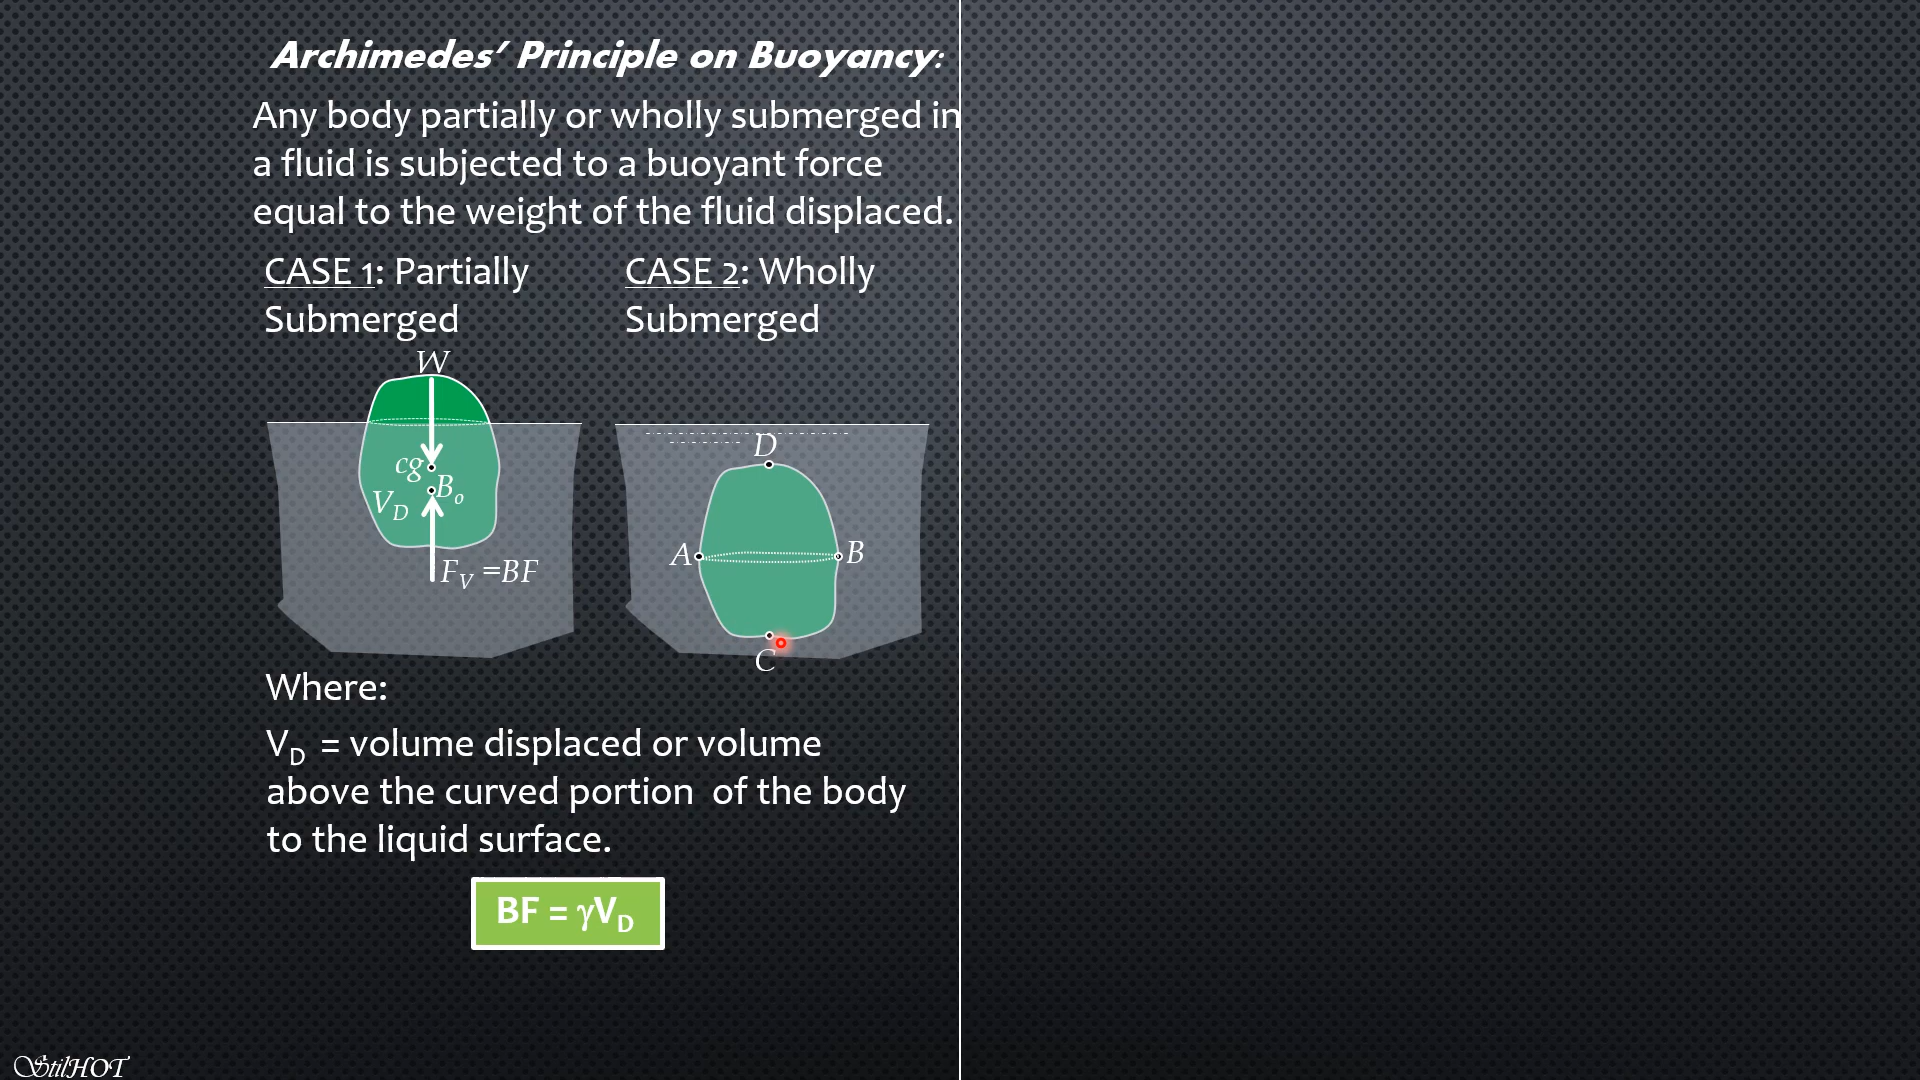 Archimedes’ Principle on Buoyancy:
Any body partially or wholly submerged in
a fluid is subjected to a buoyant force
equal to the weight of the fluid displaced.
CASE 1: Partially
Submerged
CASE 2: Wholly
Submerged
W
cg
Bo
VD
FV =BF
D
A
B
C
Where:
VD = volume displaced or volume
above the curved portion of the body
to the liquid surface.
BF = γVD
StilHOT